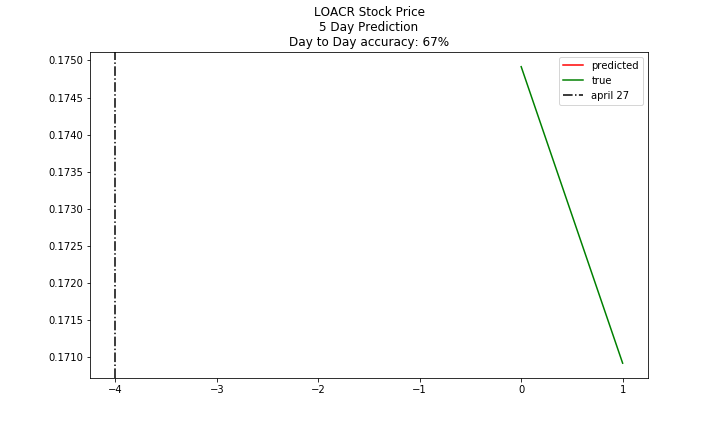 LOACR Stock Price
5 Day Prediction
Day to Day accuracy: 67%
predicted
true
april 27
0.1750
0.1745
0.1740
0.1735
0.1730
0.1725
0.1720
0.1715
0.1710
−4
−3
−2
−1
0
1